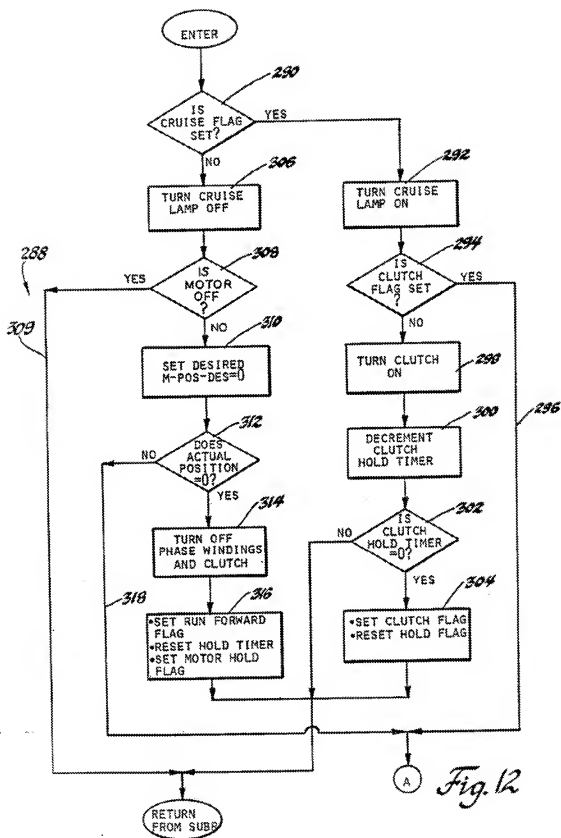 ENTER
290
IS
CRUISE FLAG
SET?
YES
NO
306
TURN CRUISE
LAMP OFF
292
TURN CRUISE
LAMP ON
308
YES
IS
MOTOR
OFF
?
NO
294
IS
CLUTCH
FLAG SET
?
YES
NO
288
309
310
SET DESIRED
M-POS-DES=0
298
TURN CLUTCH
ON
296
300
DECREMENT
CLUTCH
HOLD TIMER
312
NO
DOES
ACTUAL
POSITION
=0?
YES
302
NO
IS
CLUTCH
HOLD TIMER
=0?
YES
314
TURN OFF
PHASE WINDINGS
AND CLUTCH
318
316
•SET RUN FORWARD
FLAG
•RESET HOLD TIMER
•SET MOTOR HOLD
FLAG
304
•SET CLUTCH FLAG
•RESET HOLD FLAG
A
Fig. 12
RETURN
FROM SUBR